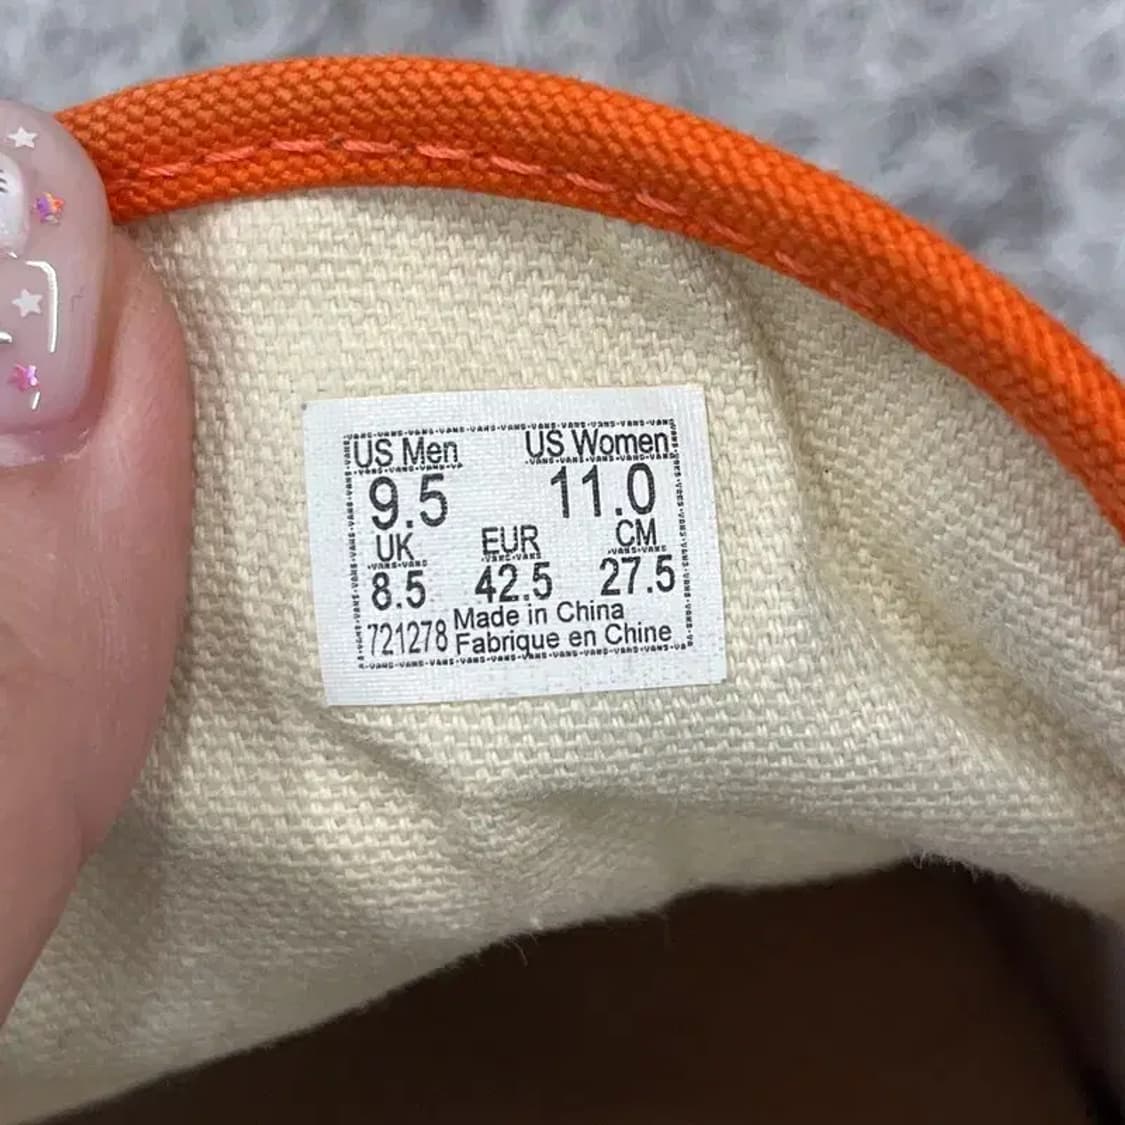 US Men US Women
9.5 11.0
UK EUR CM
8.5 42.5 27.5
721278 Made in China
Fabrique en Chine